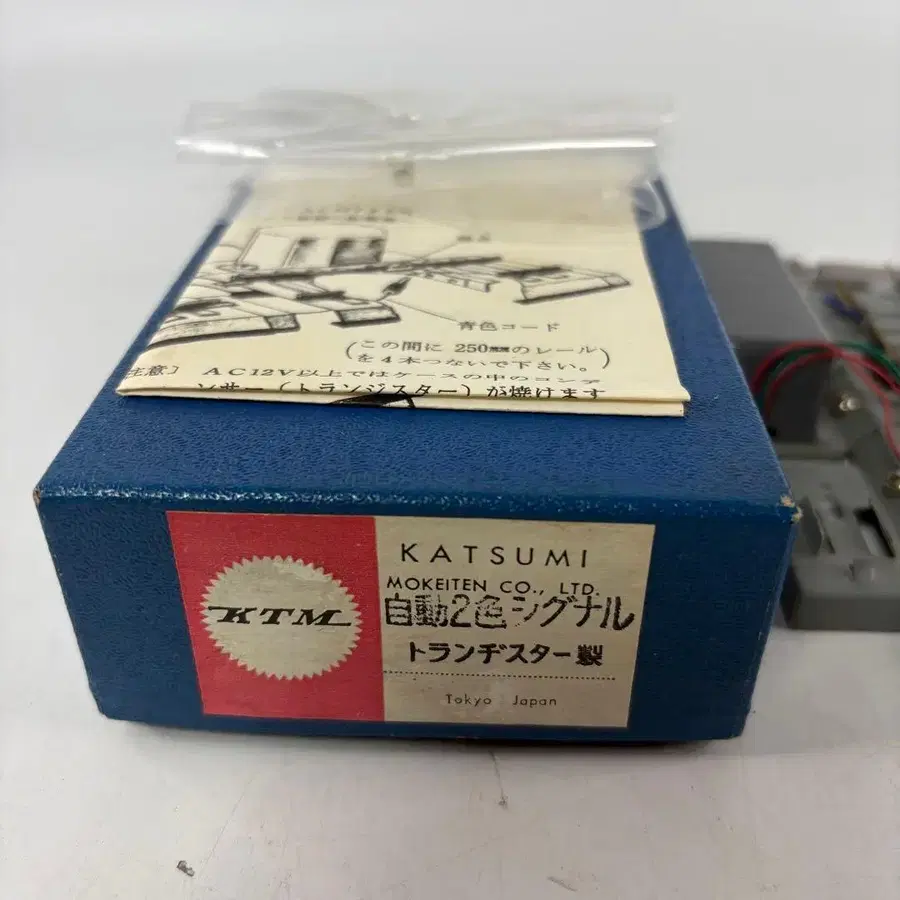 青色コード
(この間に 250㎜のレール)
を4本つないで下さい。
注意〕 AC12V以上ではケースの中のコンデ
ンサー(トランジスター)が焼けます
KTM
KATSUMI
MOKEITEN CO., LTD.
自動2色シグナル
トランヂスター製
Tokyo Japan